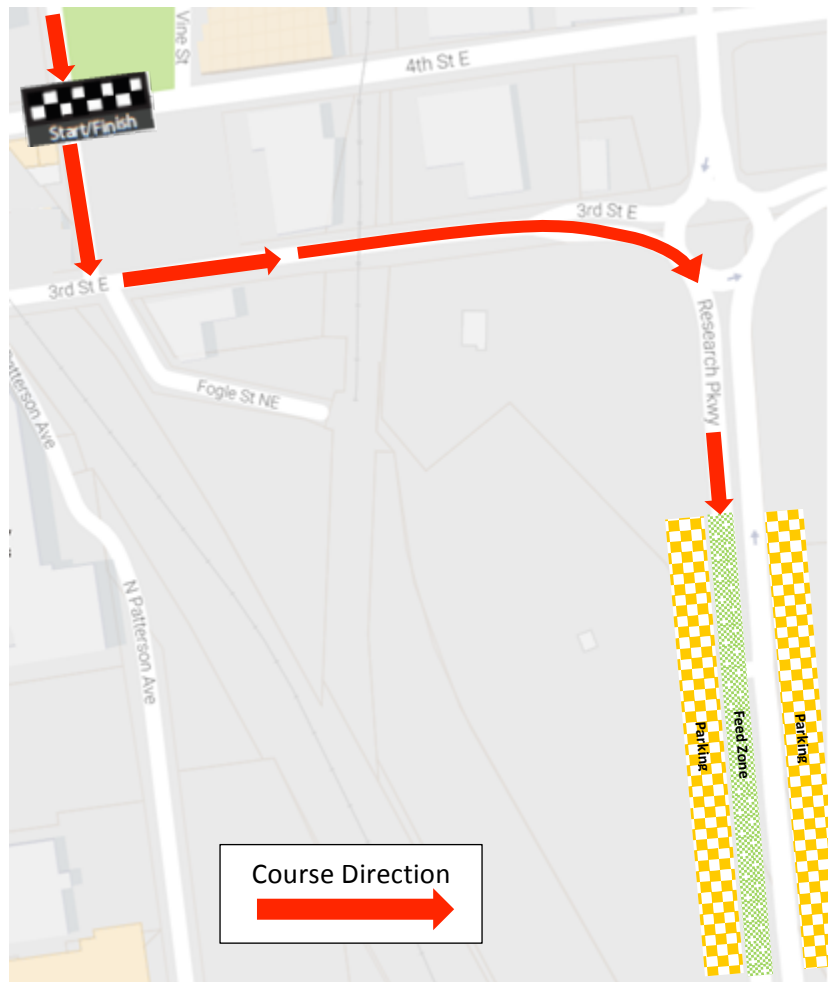 Vine St
4th St E
Start/Finish
3rd St E
3rd St E
Research Pkwy
Fogle St NE
atterson Ave
N Patterson Ave
Parking
Feed Zone
Parking
Course Direction